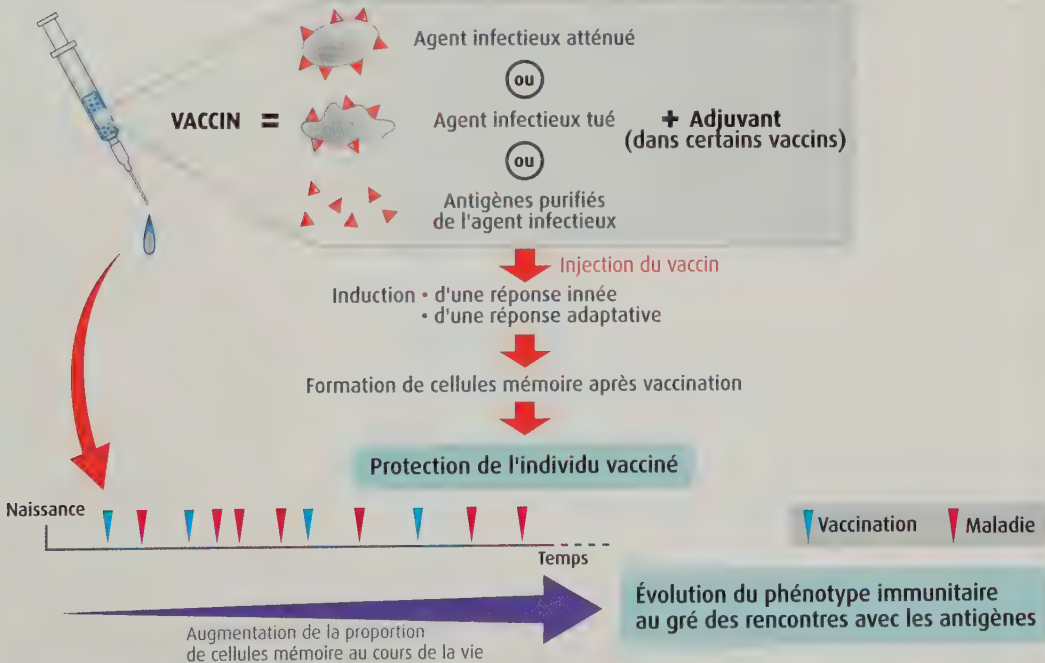 Agent infectieux atténué
ou
VACCIN =
Agent infectieux tué
+ Adjuvant
(dans certains vaccins)
ou
Antigènes purifiés
de l'agent infectieux
Injection du vaccin
Induction • d'une réponse innée
• d'une réponse adaptative
Formation de cellules mémoire après vaccination
Protection de l'individu vacciné
Naissance
Vaccination
Maladie
Temps
Évolution du phénotype immunitaire
au gré des rencontres avec les antigènes
Augmentation de la proportion
de cellules mémoire au cours de la vie